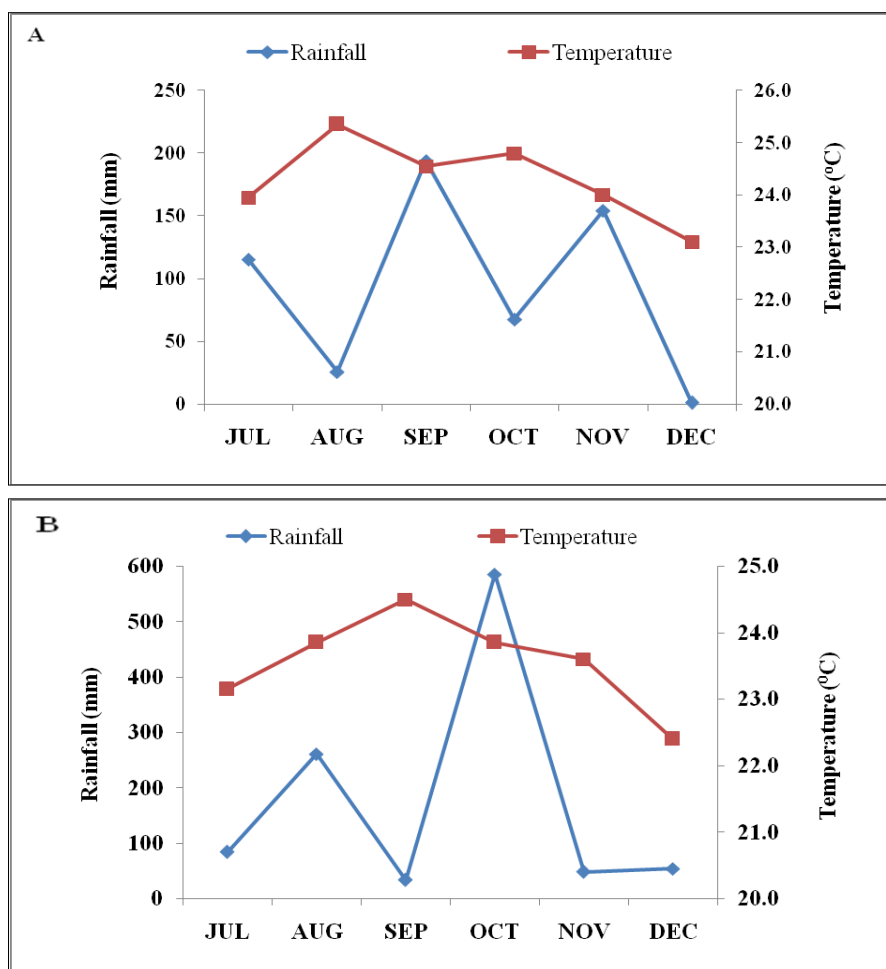 A
Rainfall Temperature
250 26.0
200 25.0
150 24.0
100 23.0
50 22.0
0 21.0
20.0
Rainfall (mm)
Temperature (⁰C)
JUL AUG SEP OCT NOV DEC
B
Rainfall Temperature
600 25.0
500 24.0
400 23.0
300 22.0
200 21.0
100 20.0
0
Rainfall (mm)
Temperature (⁰C)
JUL AUG SEP OCT NOV DEC